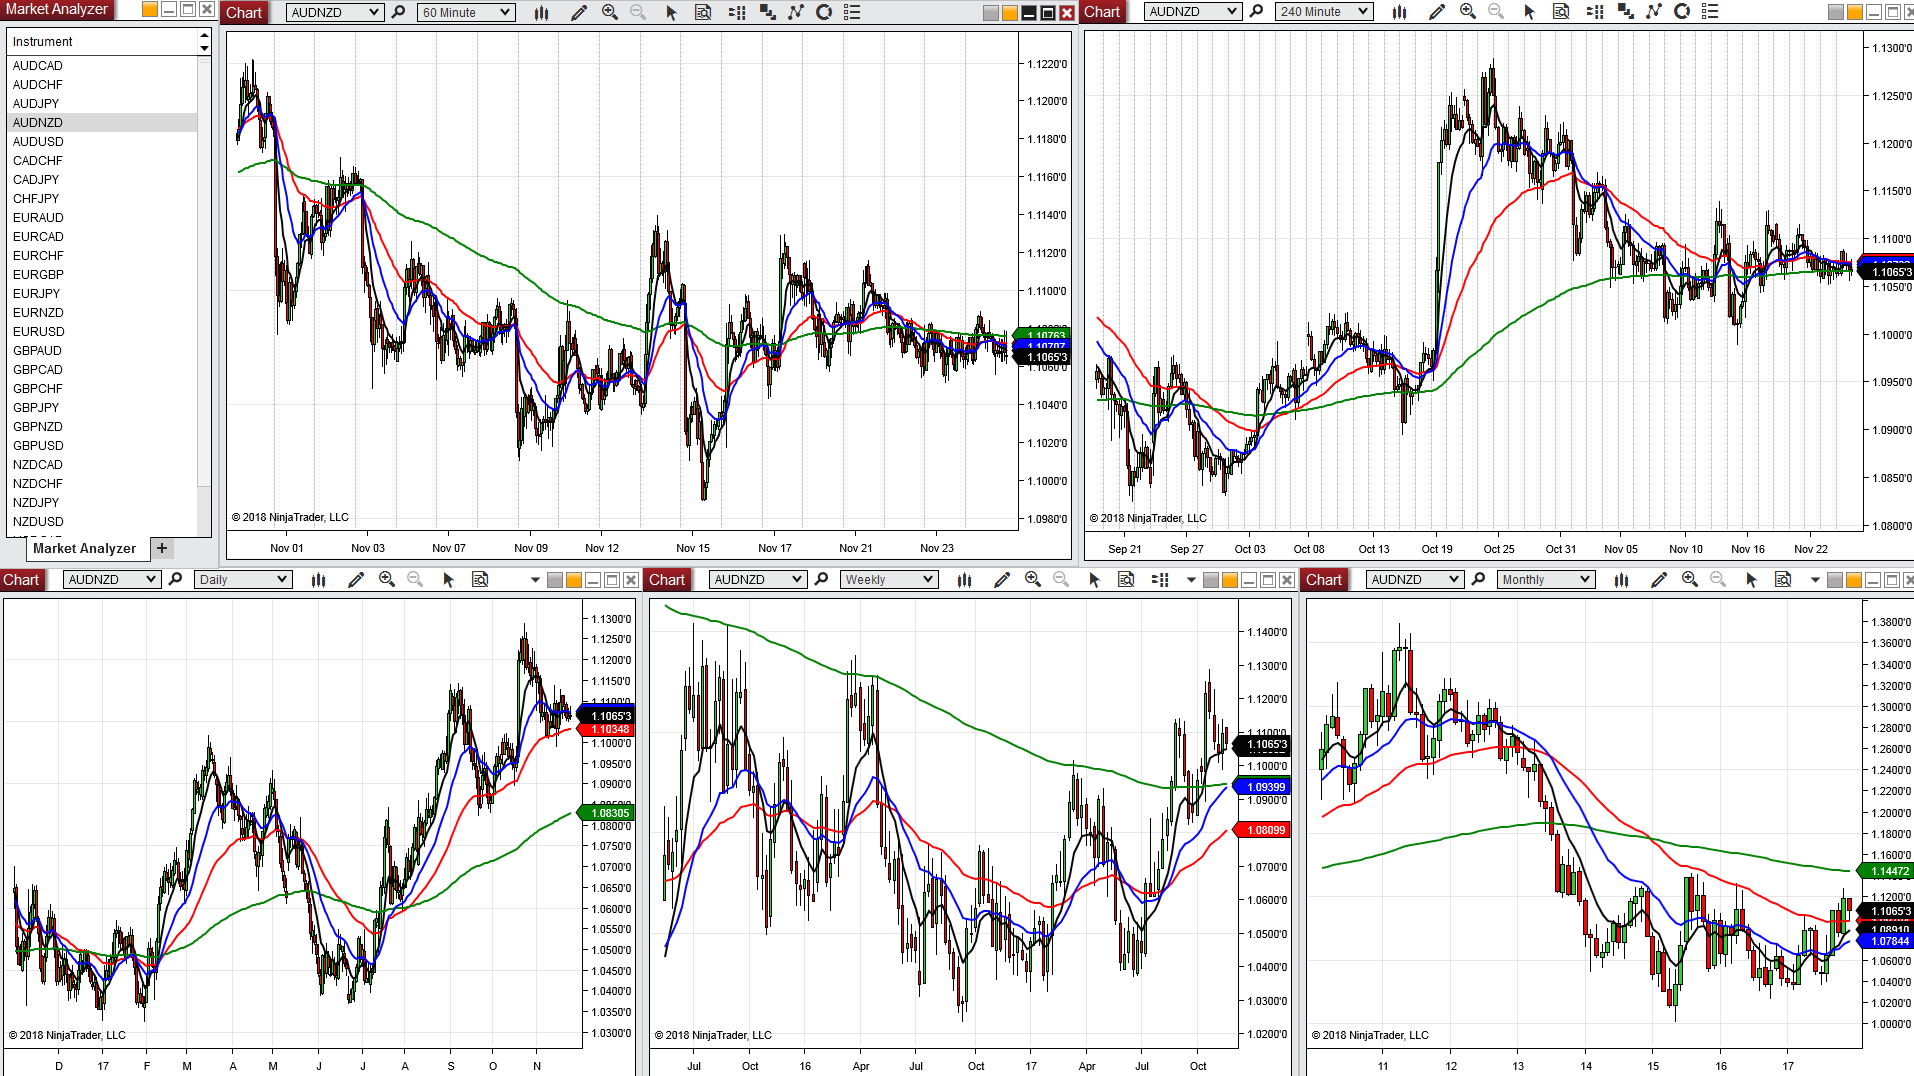 Market Analyzer
Instrument
AUDCAD
AUDCHF
AUDJPY
AUDNZD
AUDUSD
CADCHF
CADJPY
CHFJPY
EURAUD
EURCAD
EURCHF
EURGBP
EURJPY
EURNZD
EURUSD
GBPAUD
GBPCAD
GBPCHF
GBPJPY
GBPNZD
GBPUSD
NZDCAD
NZDCHF
NZDJPY
NZDUSD
Market Analyzer +
Chart AUDNZD 60 Minute
1.1220'0
1.1200'0
1.1180'0
1.1160'0
1.1140'0
1.1120'0
1.1100'0
1.10763
1.10707
1.1065'3
1.1060'0
1.1040'0
1.1020'0
1.1000'0
1.0980'0
© 2018 NinjaTrader, LLC
Nov 01 Nov 03 Nov 07 Nov 09 Nov 12 Nov 15 Nov 17 Nov 21 Nov 23
Chart AUDNZD 240 Minute
1.1300'0
1.1250'0
1.1200'0
1.1150'0
1.1100'0
1.1065'3
1.1050'0
1.1000'0
1.0950'0
1.0900'0
1.0850'0
1.0800'0
© 2018 NinjaTrader, LLC
Sep 21 Sep 27 Oct 03 Oct 08 Oct 13 Oct 19 Oct 25 Oct 31 Nov 05 Nov 10 Nov 16 Nov 22
Chart AUDNZD Daily
1.1300'0
1.1250'0
1.1200'0
1.1150'0
1.1065'3
1.10348
1.1000'0
1.0950'0
1.0900'0
1.08305
1.0800'0
1.0750'0
1.0700'0
1.0650'0
1.0600'0
1.0550'0
1.0500'0
1.0450'0
1.0400'0
1.0350'0
1.0300'0
© 2018 NinjaTrader, LLC
D 17 F M A M J J A S O N
Chart AUDNZD Weekly
1.1400'0
1.1300'0
1.1200'0
1.1100'0
1.1065'3
1.1000'0
1.09399
1.0900'0
1.08099
1.0700'0
1.0600'0
1.0500'0
1.0400'0
1.0300'0
1.0200'0
© 2018 NinjaTrader, LLC
Jul Oct 16 Apr Jul Oct 17 Apr Jul Oct
Chart AUDNZD Monthly
1.3800'0
1.3600'0
1.3400'0
1.3200'0
1.3000'0
1.2800'0
1.2600'0
1.2400'0
1.2200'0
1.2000'0
1.1800'0
1.1600'0
1.14472
1.1200'0
1.1065'3
1.08910
1.07844
1.0600'0
1.0400'0
1.0200'0
1.0000'0
© 2018 NinjaTrader, LLC
11 12 13 14 15 16 17